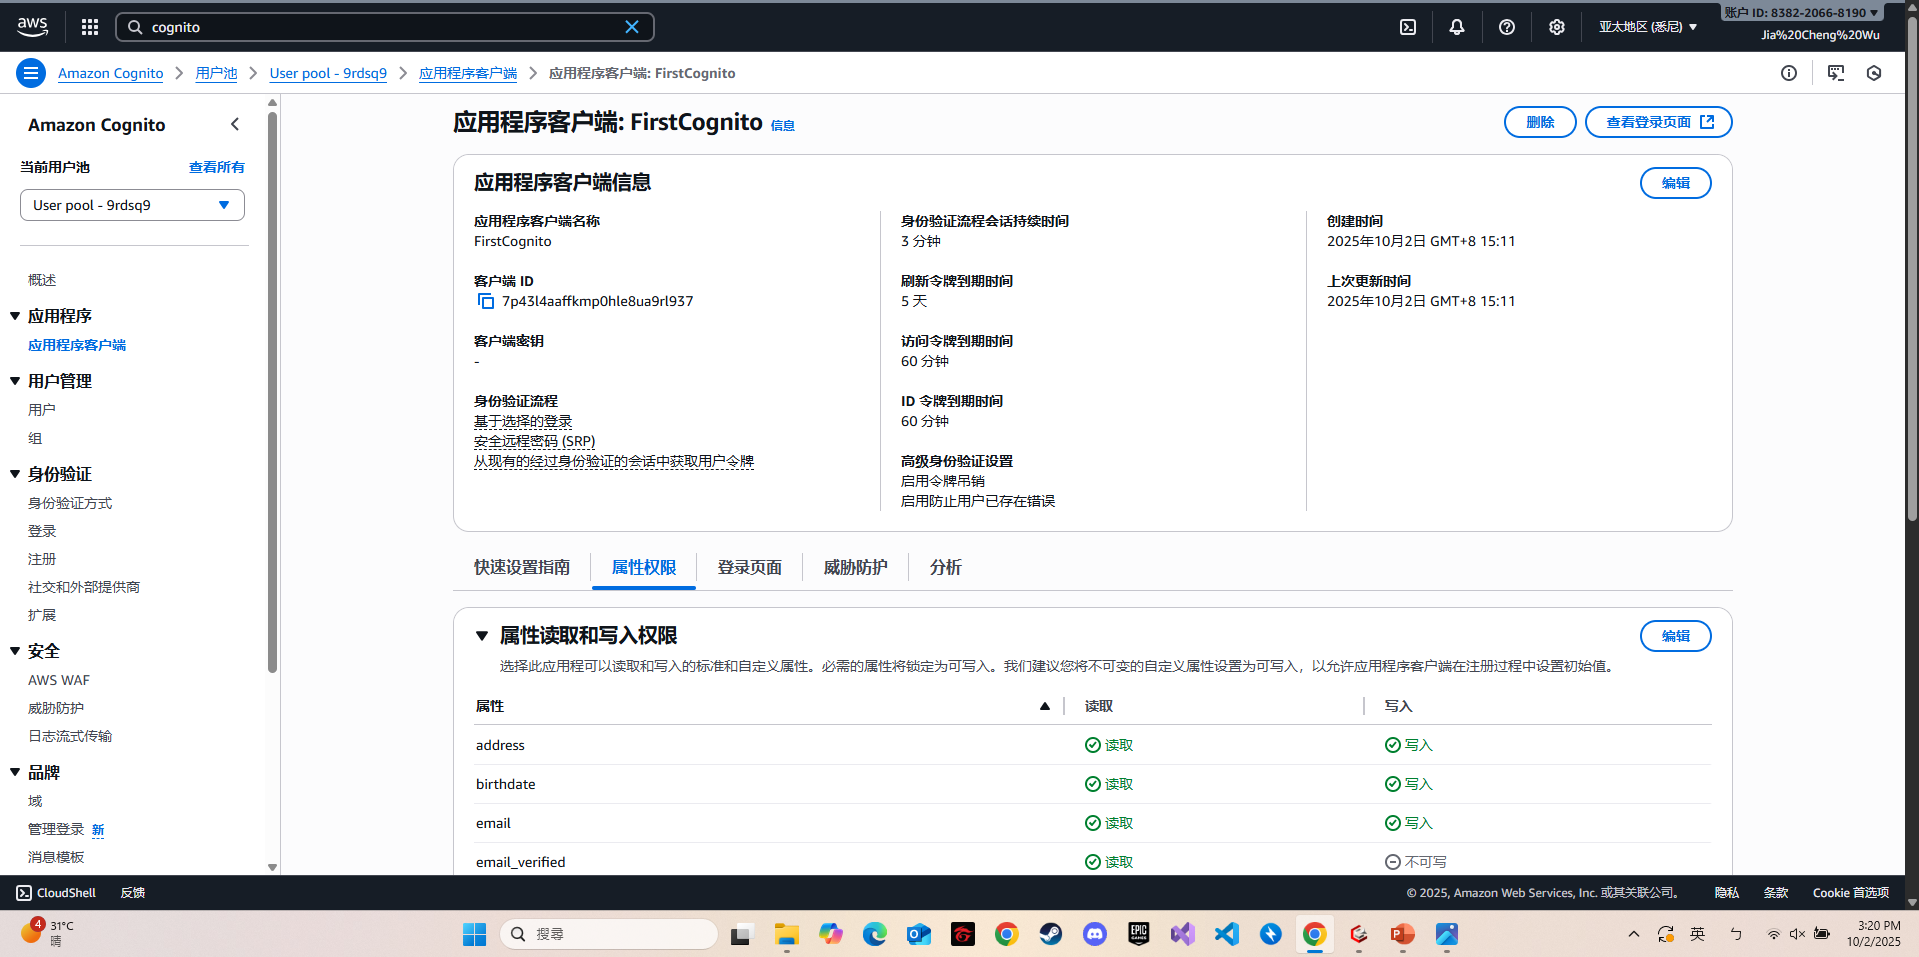 aws
cognito
亚太地区 (悉尼)
账户 ID: 8382-2066-8190
Jia%20Cheng%20Wu
Amazon Cognito
用户池
User pool - 9rdsq9
应用程序客户端
应用程序客户端: FirstCognito
Amazon Cognito
当前用户池
查看所有
User pool - 9rdsq9
概述
应用程序
应用程序客户端
用户管理
用户
组
身份验证
身份验证方式
登录
注册
社交和外部提供商
扩展
安全
AWS WAF
威胁防护
日志流式传输
品牌
域
管理登录 新
消息模板
应用程序客户端: FirstCognito 信息
删除
查看登录页面
应用程序客户端信息
编辑
应用程序客户端名称
FirstCognito
客户端 ID
7p43l4aaffkmp0hle8ua9rl937
客户端密钥
-
身份验证流程
基于选择的登录
安全远程密码 (SRP)
从现有的经过身份验证的会话中获取用户令牌
身份验证流程会话持续时间
3 分钟
刷新令牌到期时间
5 天
访问令牌到期时间
60 分钟
ID 令牌到期时间
60 分钟
高级身份验证设置
启用令牌吊销
启用防止用户已存在错误
创建时间
2025年10月2日 GMT+8 15:11
上次更新时间
2025年10月2日 GMT+8 15:11
快速设置指南
属性权限
登录页面
威胁防护
分析
属性读取和写入权限
编辑
选择此应用程可以读取和写入的标准和自定义属性。必需的属性将锁定为可写入。我们建议您将不可变的自定义属性设置为可写入，以允许应用程序客户端在注册过程中设置初始值。
属性 读取 写入
address 读取 写入
birthdate 读取 写入
email 读取 写入
email_verified 读取 不可写
CloudShell
反馈
© 2025, Amazon Web Services, Inc. 或其关联公司。
隐私
条款
Cookie 首选项
4
31°C
晴
搜尋
EPIC GAMES
英
ㄅ
3:20 PM
10/2/2025